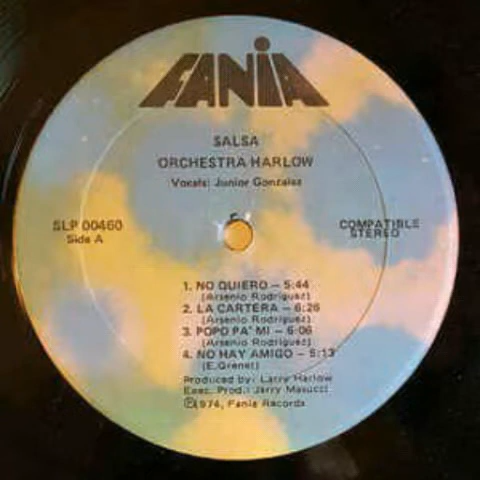 FANIA
SALSA
ORCHESTRA HARLOW
Vocals: Junior Gonzalez
SLP 00460
Side A
COMPATIBLE
STEREO
1. NO QUIERO – 5:44
(Arsenio Rodriguez)
2. LA CARTERA – 6:26
(Arsenio Rodriguez)
3. POPO PA' MI – 6:06
(Arsenio Rodriguez)
4. NO HAY AMIGO – 5:13
(E.Grenet)
Produced by: Larry Harlow
Exec. Prod.: Jerry Masucci
Ⓟ1974, Fania Records